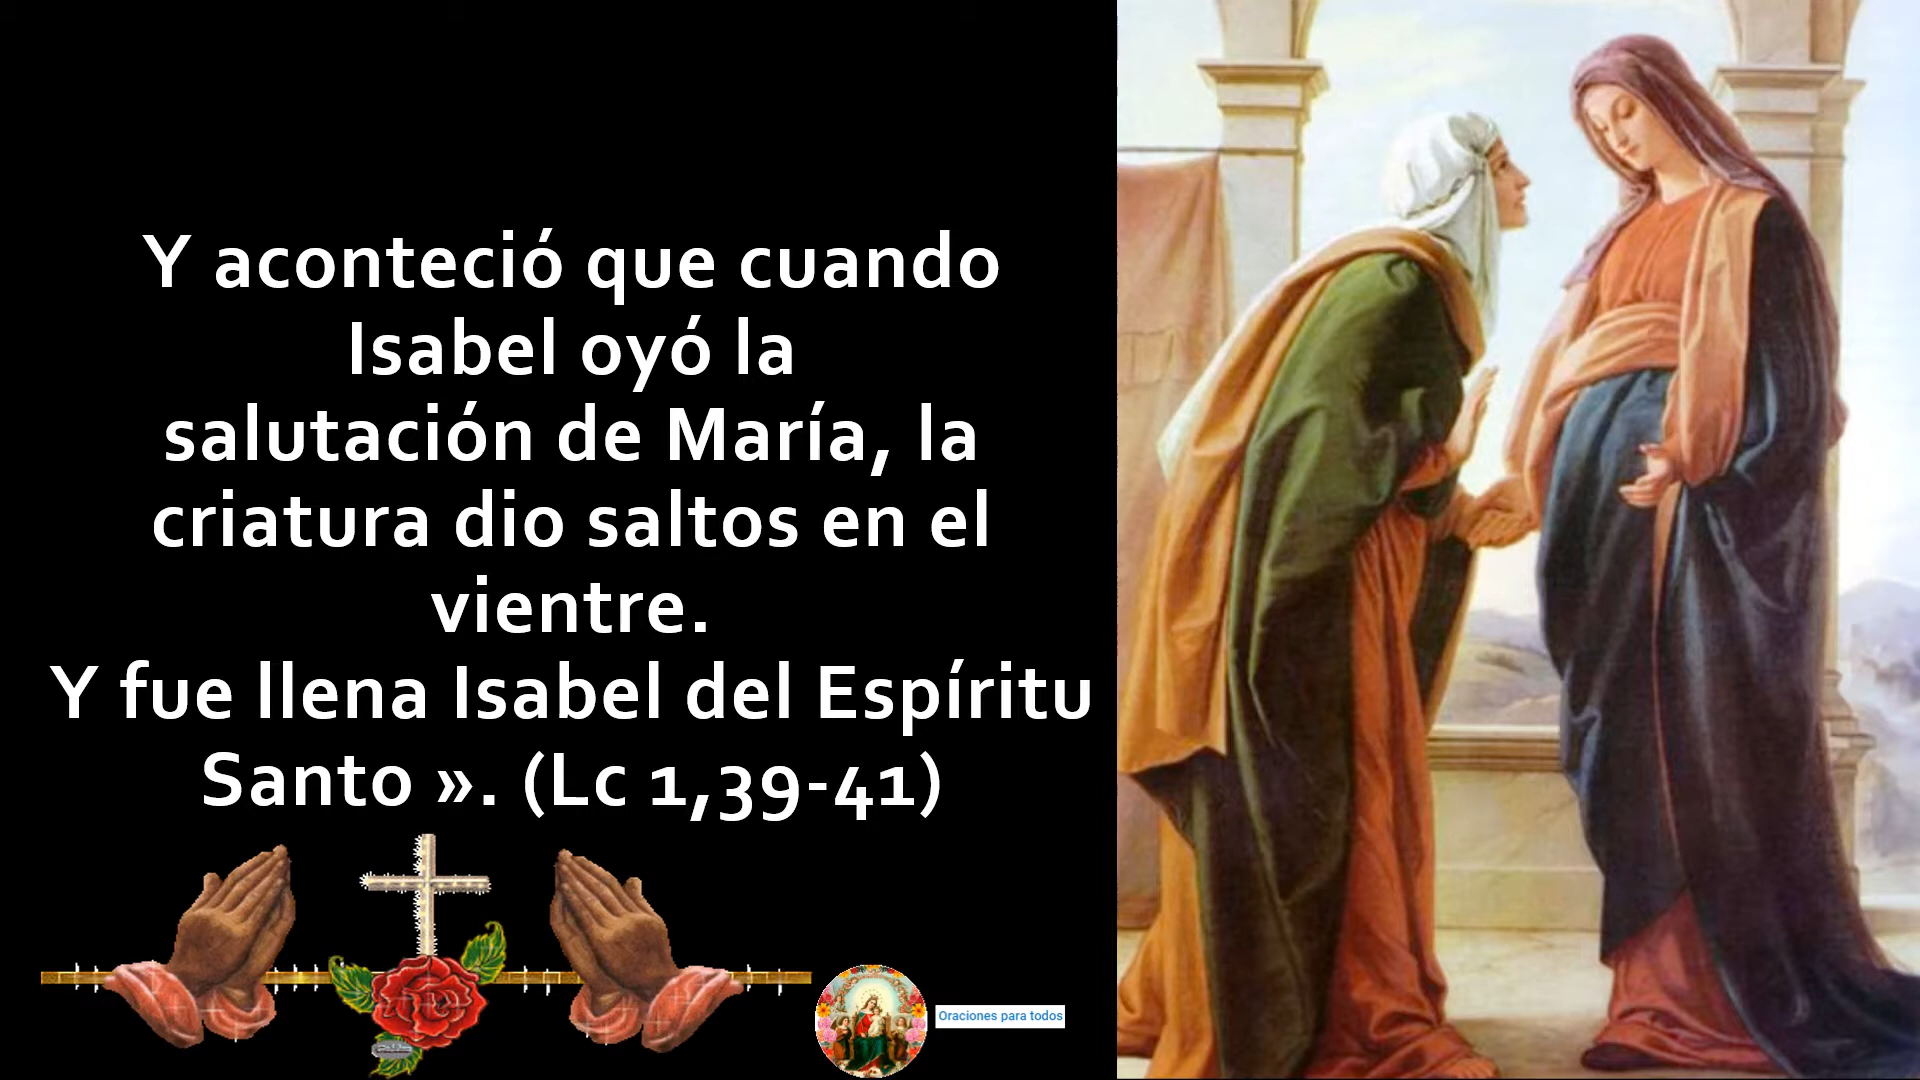 Y aconteció que cuando
Isabel oyó la
salutación de María, la
criatura dio saltos en el
vientre.
Y fue llena Isabel del Espíritu
Santo ». (Lc 1,39-41)
Oraciones para todos